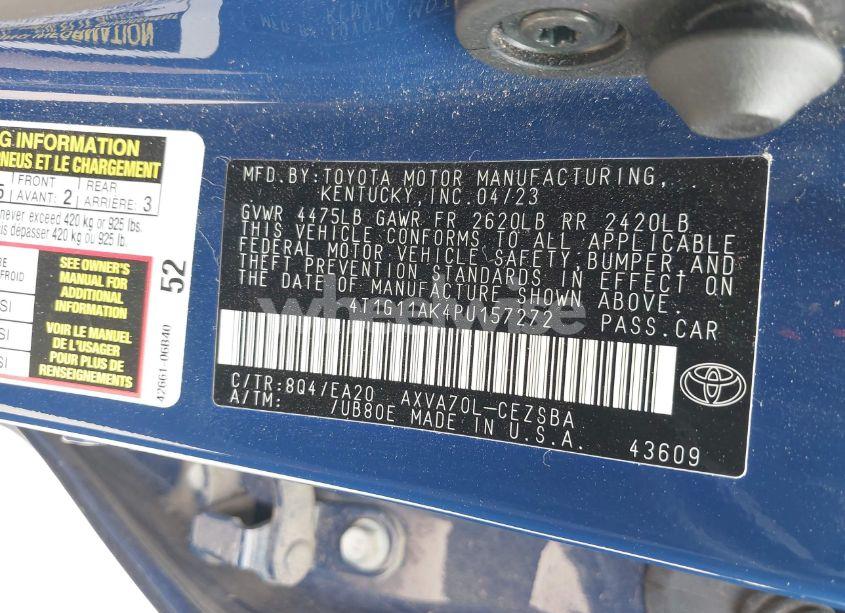 G INFORMATION
RNEUS ET LE CHARGEMENT
5 FRONT AVANT: 2 REAR ARRIÈRE: 3
never exceed 420 kg or 925 lbs.
dépasser 420 kg ou 925 lb.
SEE OWNER'S
MANUAL FOR
ADDITIONAL
INFORMATION
VOIR LE MANUEL
DE L'USAGER
POUR PLUS DE
RENSEIGNEMENTS
52
42661-06B40
MFD.BY:TOYOTA MOTOR MANUFACTURING,
KENTUCKY, INC. 04/23
GVWR 4475LB GAWR FR 2620LB RR 2420LB
THIS VEHICLE CONFORMS TO ALL APPLICABLE
FEDERAL MOTOR VEHICLE SAFETY, BUMPER, AND
THEFT PREVENTION STANDARDS IN EFFECT ON
THE DATE OF MANUFACTURE SHOWN ABOVE.
4T1G11AK4PU157272 PASS.CAR
C/TR:8Q4/EA20 AXVA70L-CEZSBA
A/TM: /UB80E MADE IN U.S.A.
43609
TOYOTA
wheelwise